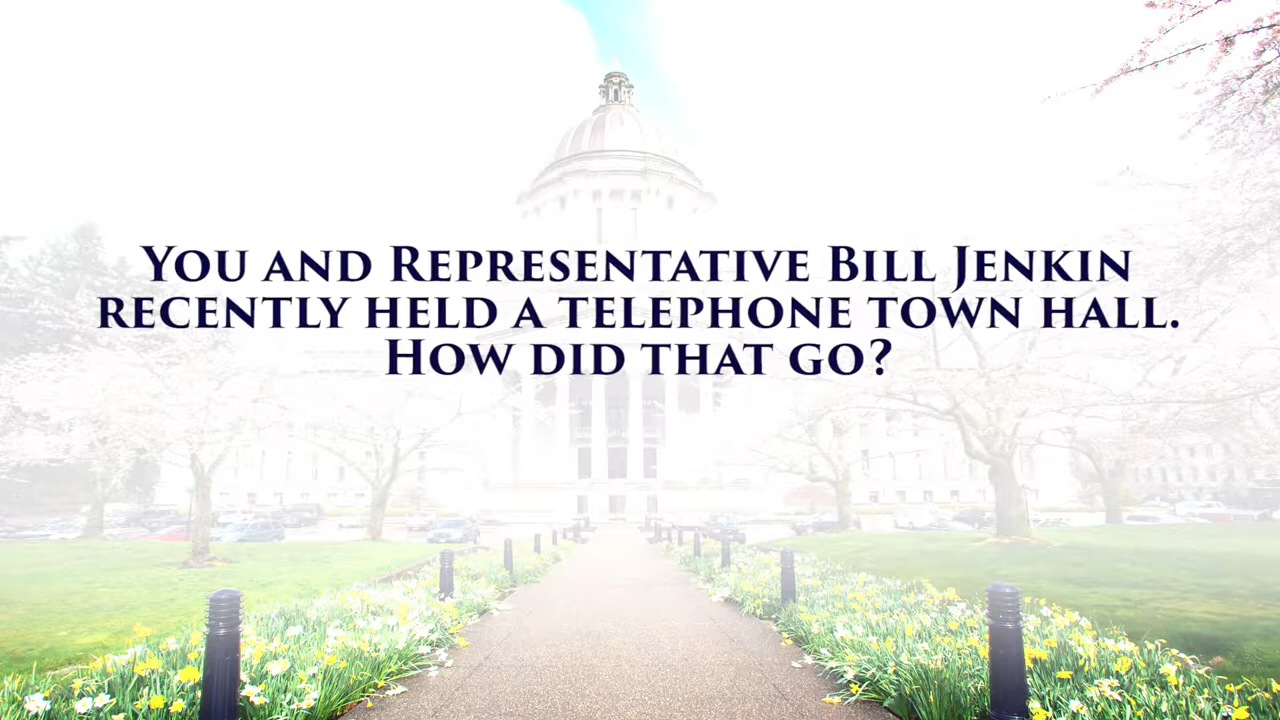 You and Representative Bill Jenkin
recently held a telephone town hall.
How did that go?